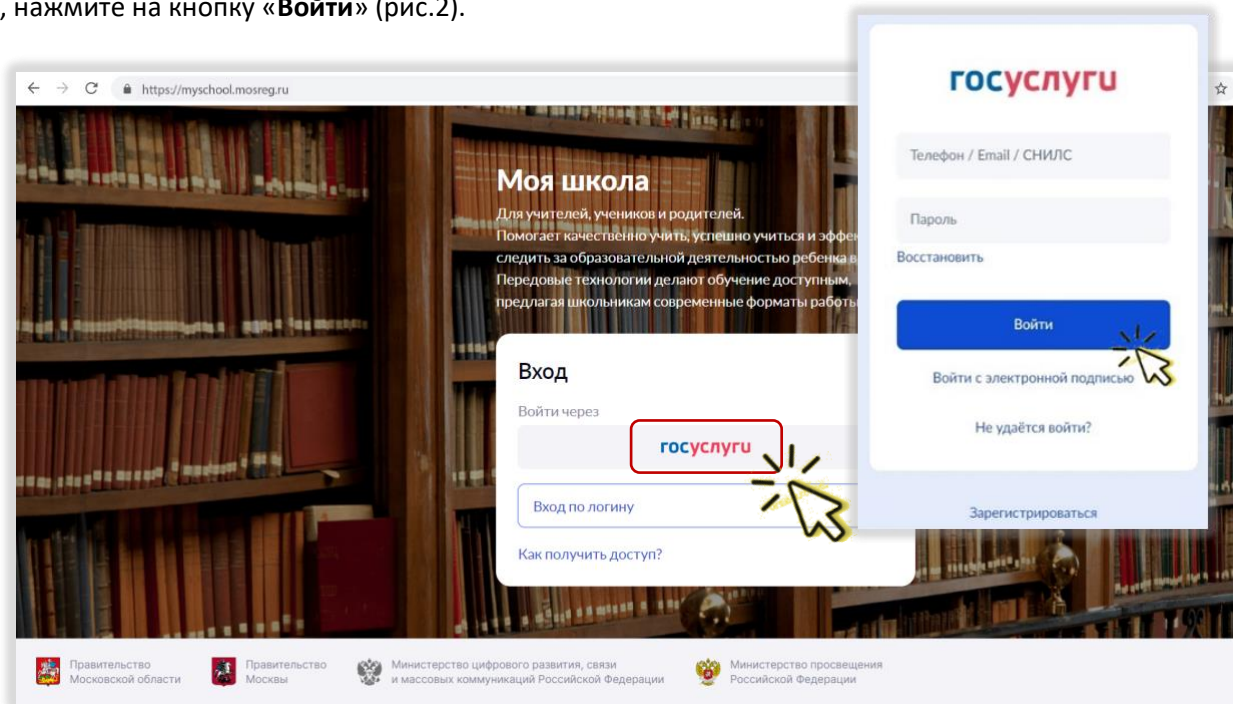 , нажмите на кнопку «Войти» (рис.2).
https://myschool.mosreg.ru
Моя школа
Для учителей, учеников и родителей.
Помогает качественно учить, успешно учиться и эффе
следить за образовательной деятельностью ребенка в
Передовые технологии делают обучение доступным,
предлагая школьникам современные форматы работы
Вход
Войти через
госуслуги
Вход по логину
Как получить доступ?
госуслуги
Телефон / Email / СНИЛС
Пароль
Восстановить
Войти
Войти с электронной подписью
Не удаётся войти?
Зарегистрироваться
Правительство
Московской области
Правительство
Москвы
Министерство цифрового развития, связи
и массовых коммуникаций Российской Федерации
Министерство просвещения
Российской Федерации